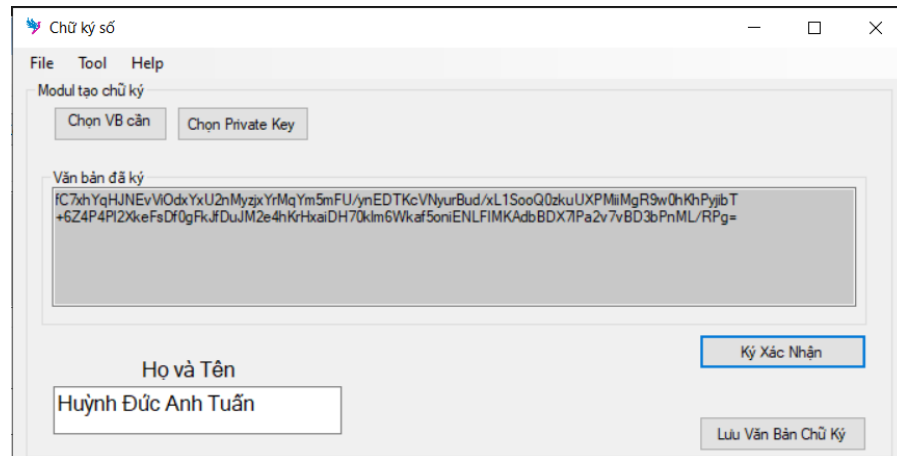 Chữ ký số
File Tool Help
Modul tạo chữ ký
Chọn VB cần
Chọn Private Key
Văn bản đã ký
fC7xhYqHJNEvViOdxYxU2nMyzjxYrMqYm5mFU/ynEDTKcVNyurBud/xL1SooQ0zkuUXPMiiMgR9w0hKhPyjibT
+6Z4P4PI2XkeFsDf0gFkJfDuJM2e4hKrHxaiDH70klm6Wkaf5oniENLFIMKAdbBDX7lPa2v7vBD3bPnML/RPg=
Ký Xác Nhận
Họ và Tên
Huỳnh Đức Anh Tuấn
Lưu Văn Bản Chữ Ký